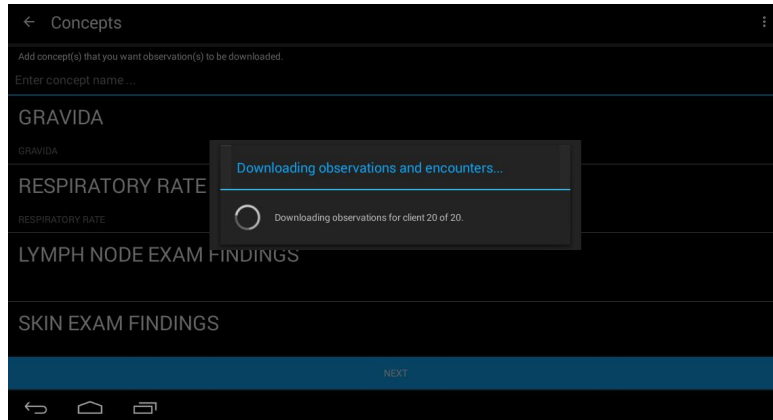 Concepts
Add concept(s) that you want observation(s) to be downloaded.
Enter concept name ...
GRAVIDA
GRAVIDA
RESPIRATORY RATE
RESPIRATORY RATE
LYMPH NODE EXAM FINDINGS
SKIN EXAM FINDINGS
Downloading observations and encounters...
Downloading observations for client 20 of 20.
NEXT